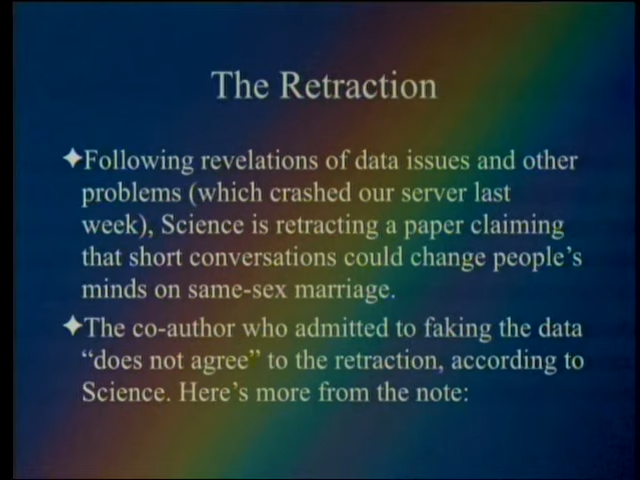 The Retraction
Following revelations of data issues and other
problems (which crashed our server last
week), Science is retracting a paper claiming
that short conversations could change people's
minds on same-sex marriage.
The co-author who admitted to faking the data
“does not agree” to the retraction, according to
Science. Here's more from the note: